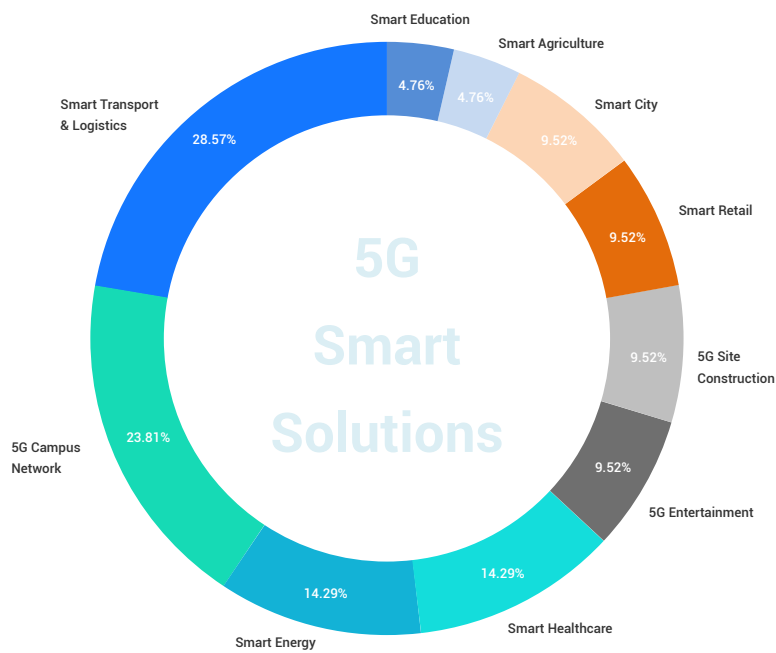 Smart Education
4.76%
Smart Agriculture
4.76%
Smart City
9.52%
Smart Retail
9.52%
5G Site
Construction
9.52%
5G Entertainment
9.52%
Smart Healthcare
14.29%
Smart Energy
14.29%
5G Campus
Network
23.81%
Smart Transport
& Logistics
28.57%
5G
Smart
Solutions